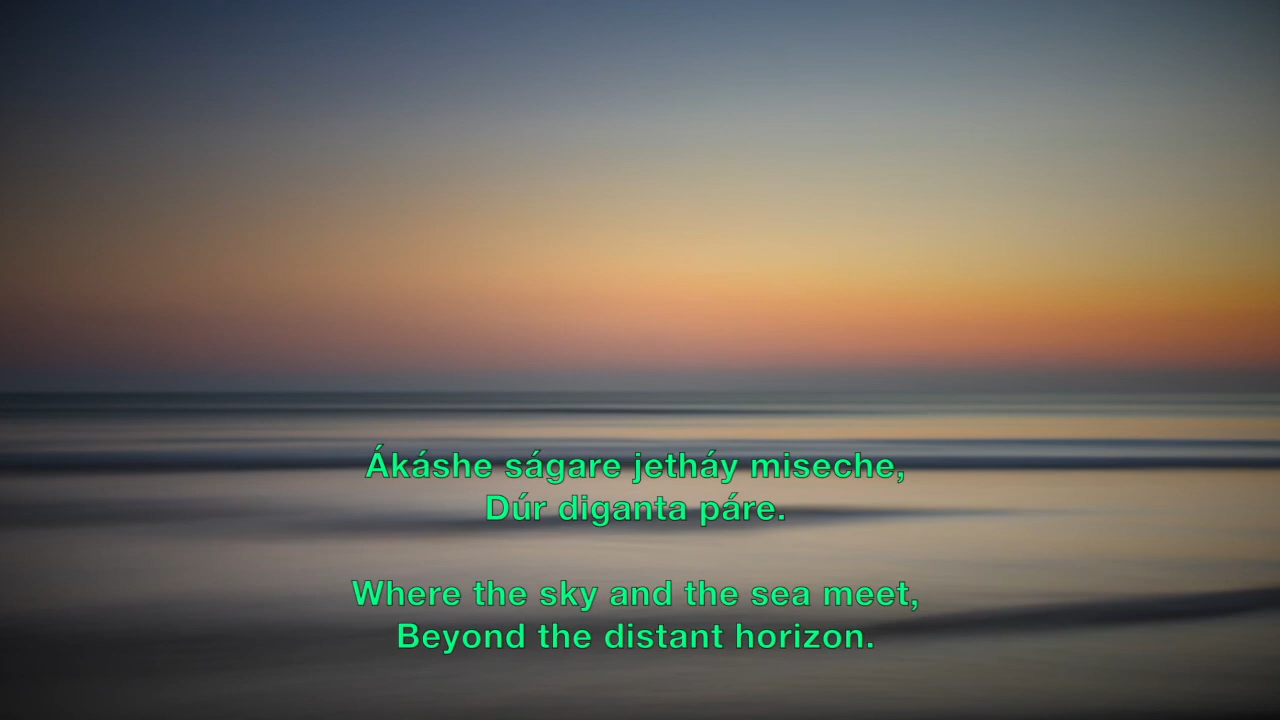 Ákáshe ságare jetháy miseche,
Dúr diganta páre.
Where the sky and the sea meet,
Beyond the distant horizon.